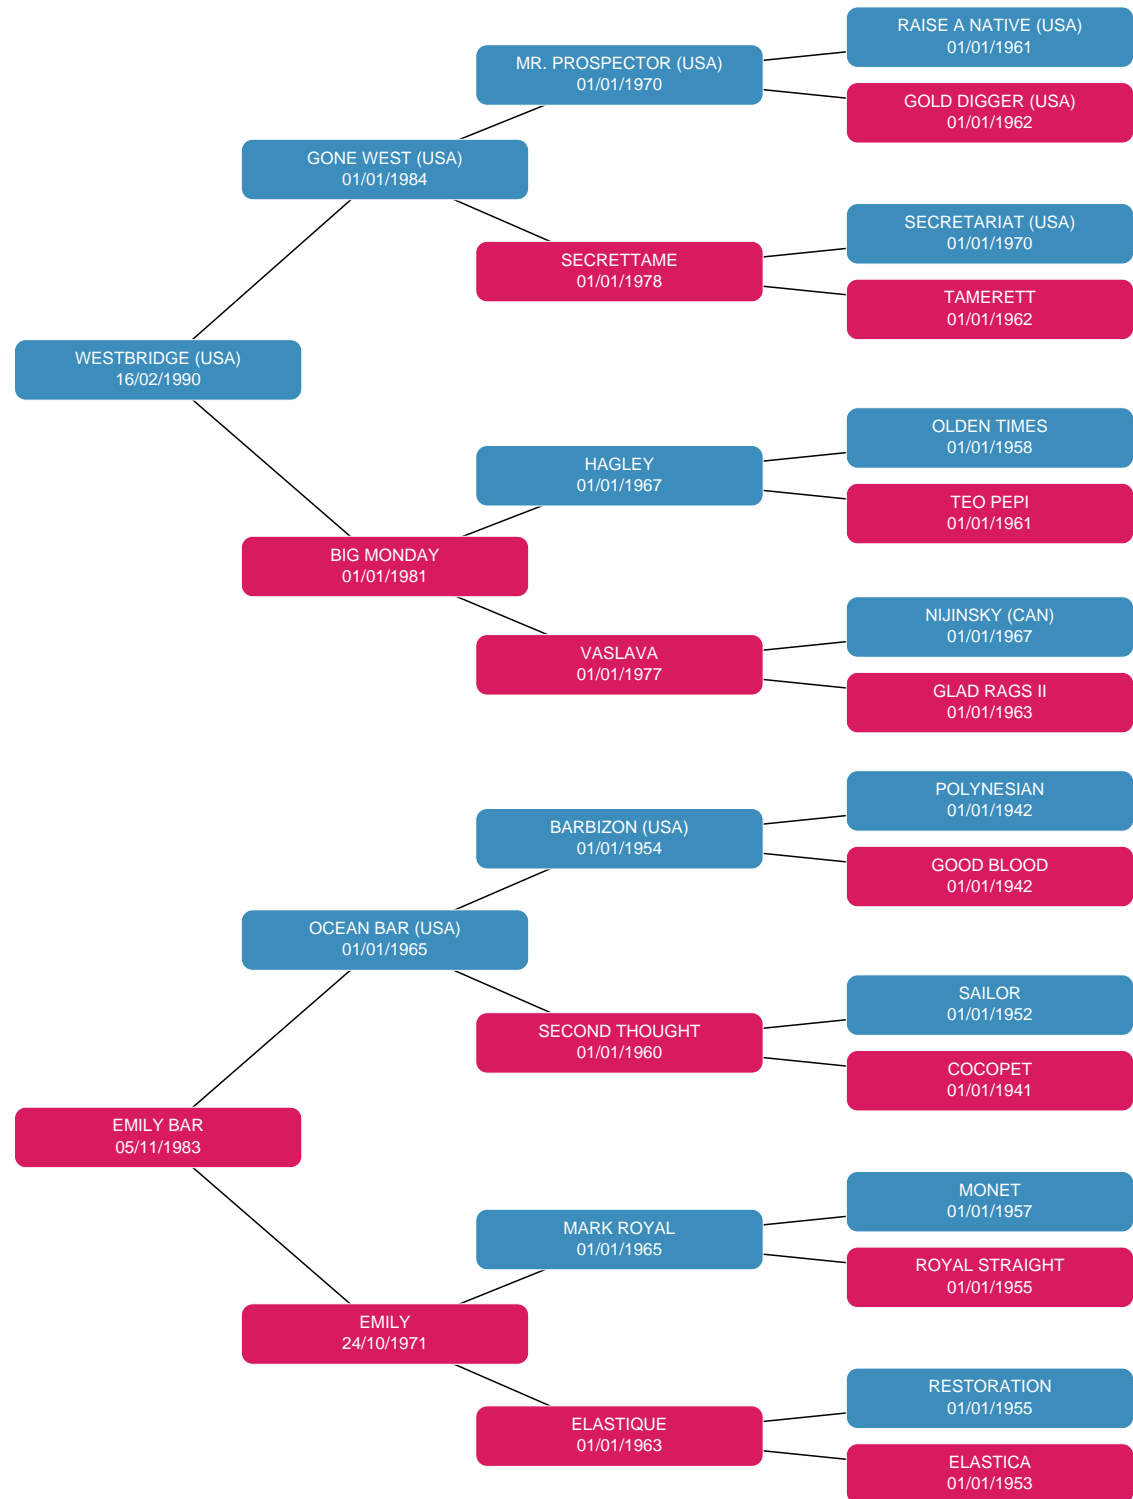 RAISE A NATIVE (USA)
01/01/1961
MR. PROSPECTOR (USA)
01/01/1970
GOLD DIGGER (USA)
01/01/1962
GONE WEST (USA)
01/01/1984
SECRETARIAT (USA)
01/01/1970
SECRETTAME
01/01/1978
TAMERETT
01/01/1962
WESTBRIDGE (USA)
16/02/1990
OLDEN TIMES
01/01/1958
HAGLEY
01/01/1967
TEO PEPI
01/01/1961
BIG MONDAY
01/01/1981
NIJINSKY (CAN)
01/01/1967
VASLAVA
01/01/1977
GLAD RAGS II
01/01/1963
POLYNESIAN
01/01/1942
BARBIZON (USA)
01/01/1954
GOOD BLOOD
01/01/1942
OCEAN BAR (USA)
01/01/1965
SAILOR
01/01/1952
SECOND THOUGHT
01/01/1960
COCOPET
01/01/1941
EMILY BAR
05/11/1983
MONET
01/01/1957
MARK ROYAL
01/01/1965
ROYAL STRAIGHT
01/01/1955
EMILY
24/10/1971
RESTORATION
01/01/1955
ELASTIQUE
01/01/1963
ELASTICA
01/01/1953